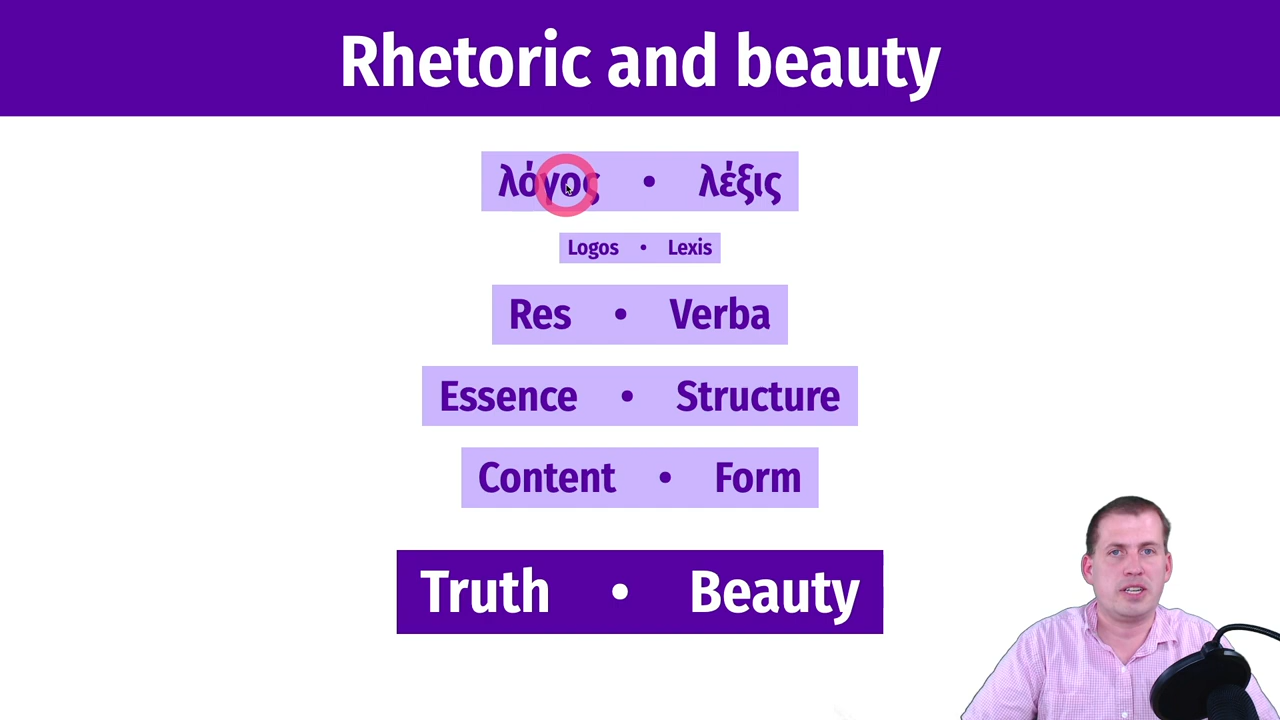 Rhetoric and beauty
λόγος • λέξις
Logos • Lexis
Res • Verba
Essence • Structure
Content • Form
Truth • Beauty